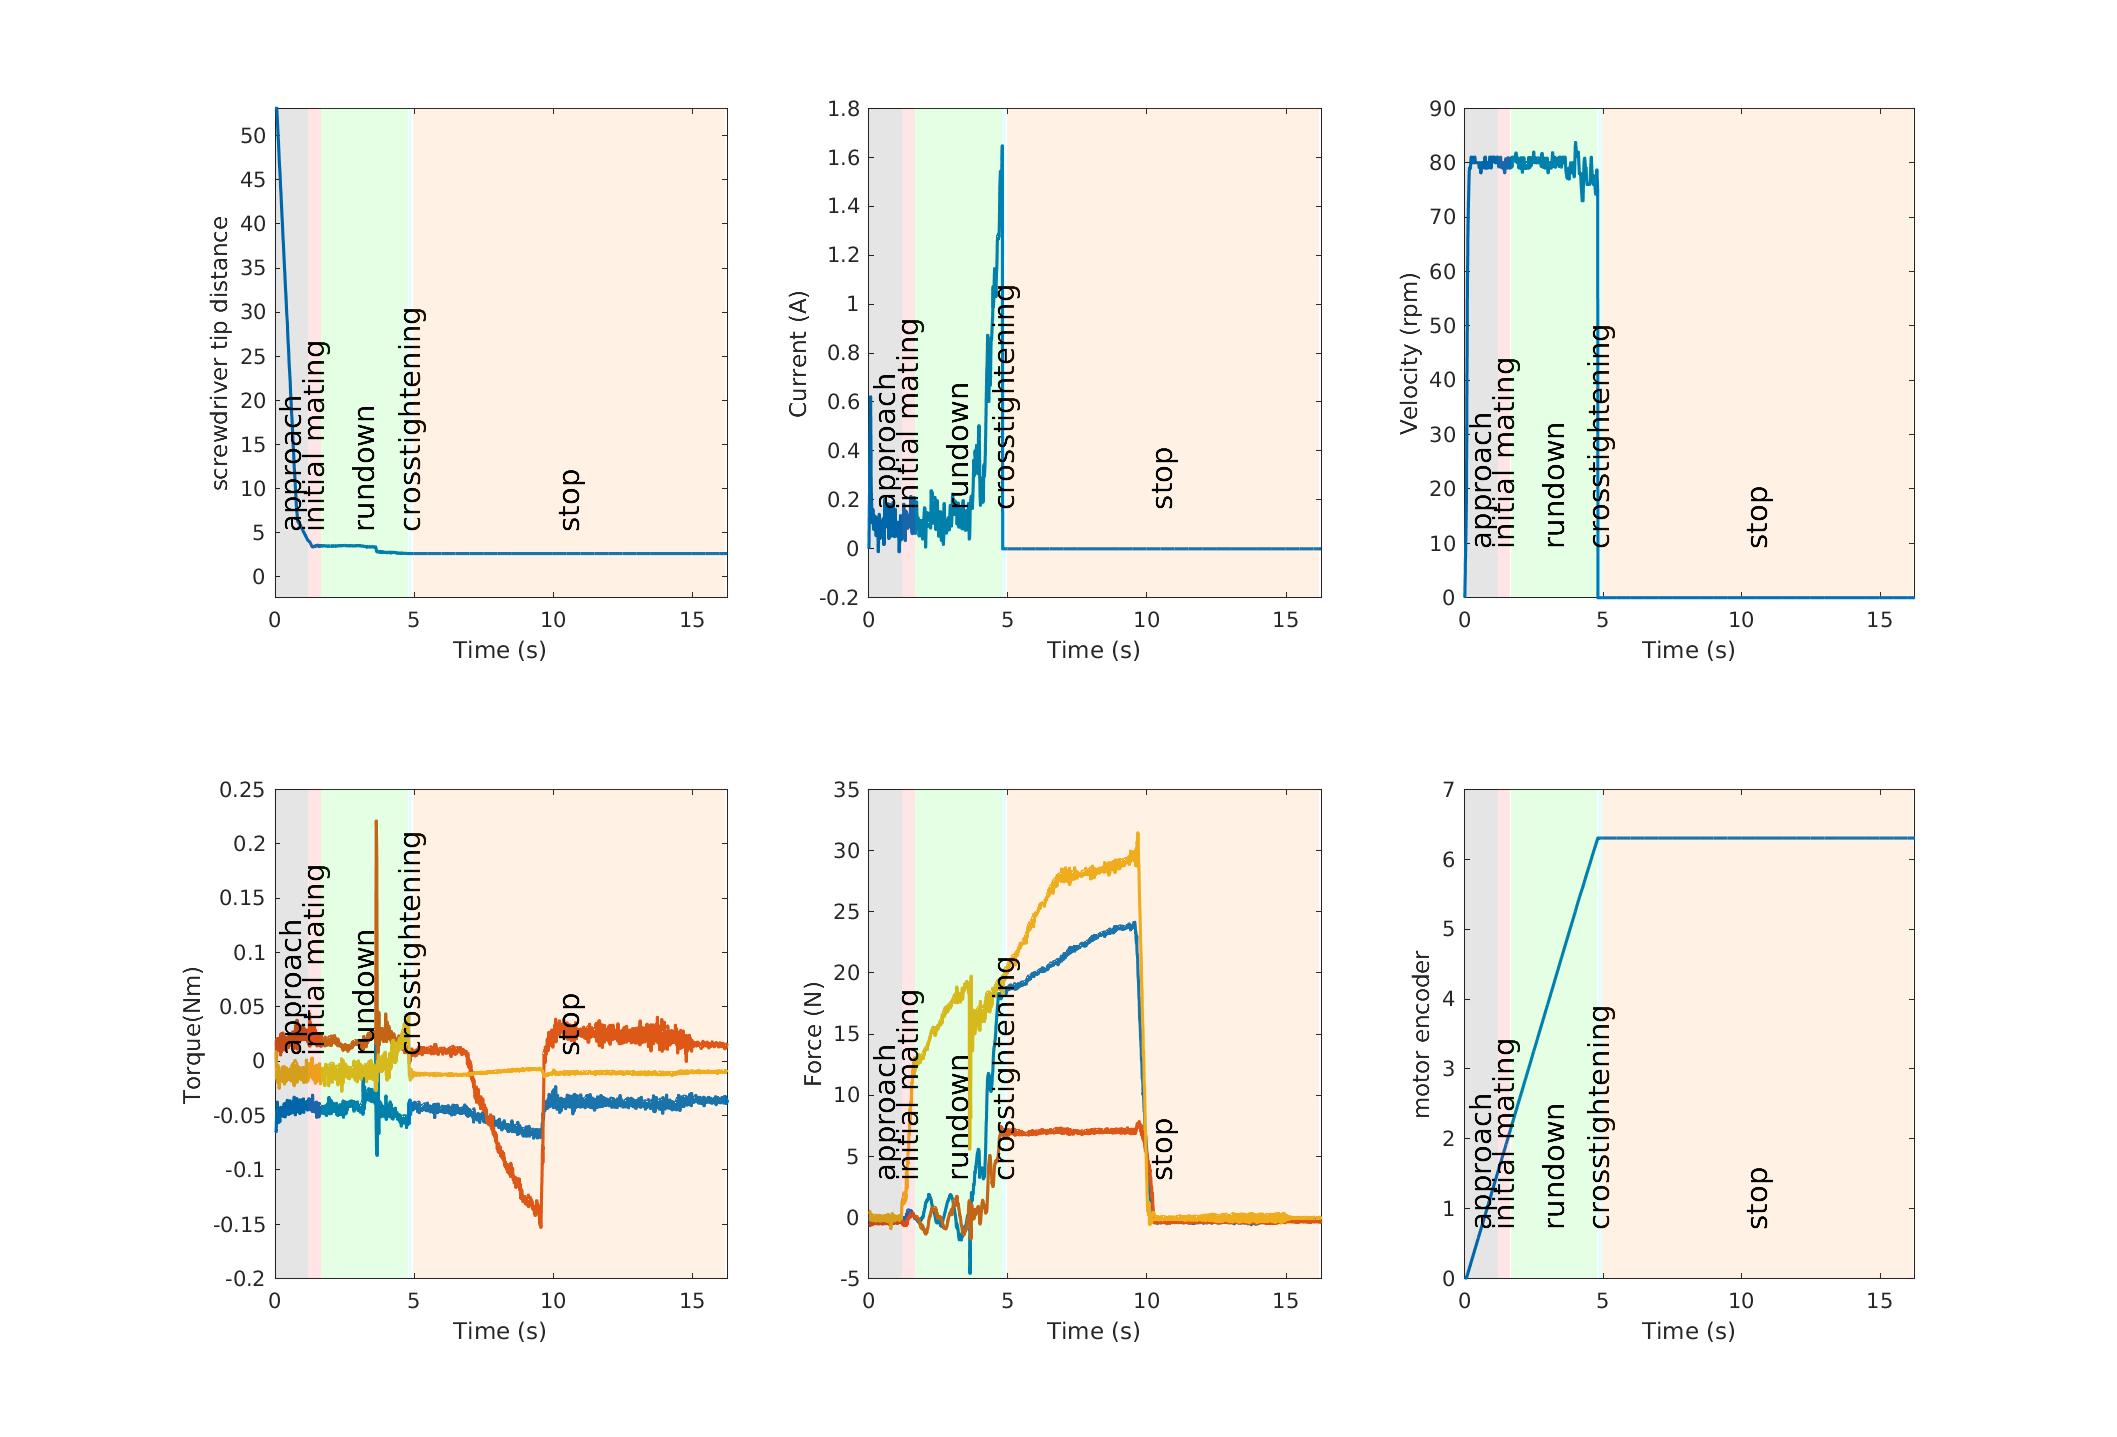 screwdriver tip distance
50
45
40
35
30
25
20
15
10
5
0
0 5 10 15
Time (s)
approach
initial mating
rundown
crosstightening
stop
Current (A)
1.8
1.6
1.4
1.2
1
0.8
0.6
0.4
0.2
0
-0.2
0 5 10 15
Time (s)
approach
initial mating
rundown
crosstightening
stop
Velocity (rpm)
90
80
70
60
50
40
30
20
10
0
0 5 10 15
Time (s)
approach
initial mating
rundown
crosstightening
stop
Torque(Nm)
0.25
0.2
0.15
0.1
0.05
0
-0.05
-0.1
-0.15
-0.2
0 5 10 15
Time (s)
approach
initial mating
rundown
crosstightening
stop
Force (N)
35
30
25
20
15
10
5
0
-5
0 5 10 15
Time (s)
approach
initial mating
rundown
crosstightening
stop
motor encoder
7
6
5
4
3
2
1
0
0 5 10 15
Time (s)
approach
initial mating
rundown
crosstightening
stop